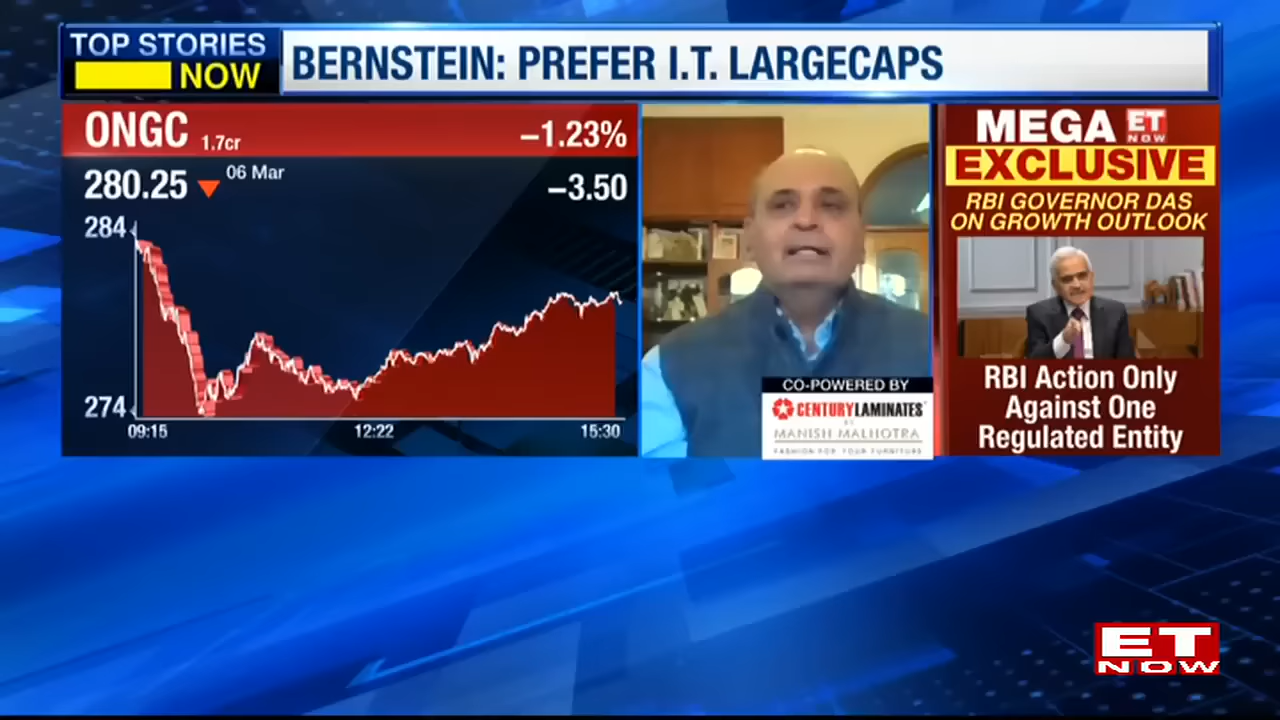 TOP STORIES
NOW
BERNSTEIN: PREFER I.T. LARGECAPS
ONGC 1.7cr -1.23%
280.25 06 Mar -3.50
284
274
09:15 12:22 15:30
CO-POWERED BY
CENTURYLAMINATES
BY
MANISH MALHOTRA
FASHION FOR YOUR FURNITURE
MEGA ET NOW
EXCLUSIVE
RBI GOVERNOR DAS
ON GROWTH OUTLOOK
RBI Action Only
Against One
Regulated Entity
ET
NOW